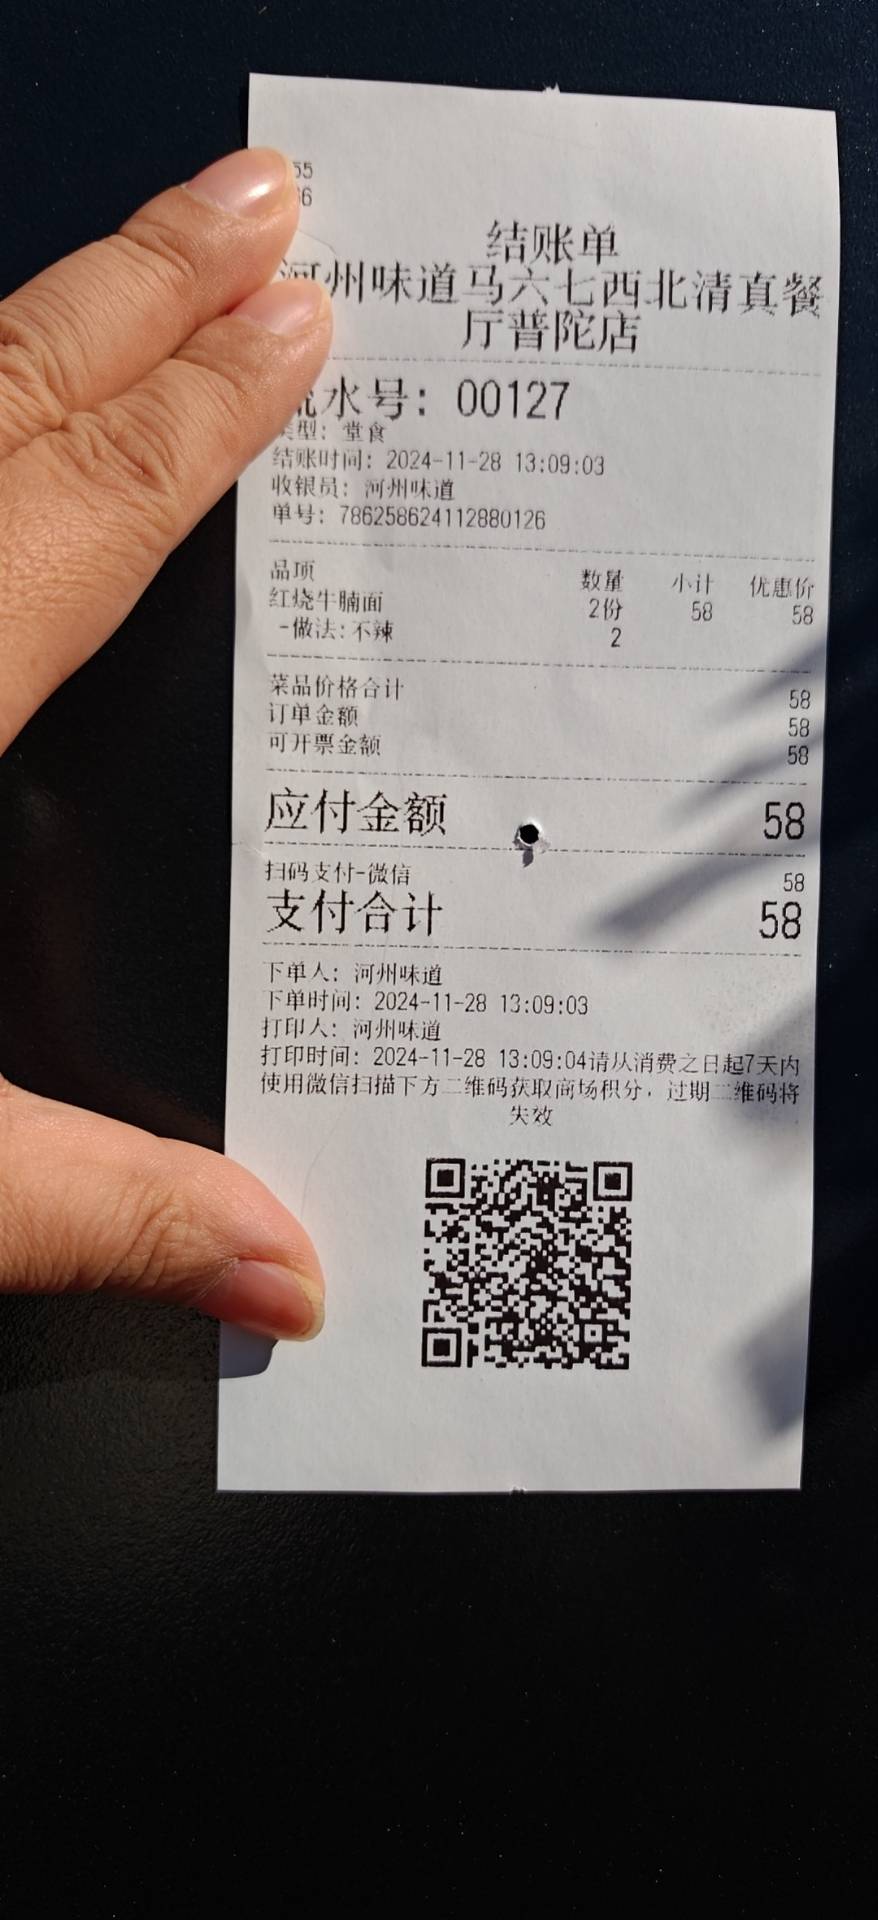 55
66
结账单
河州味道马六七西北清真餐
厅普陀店
流水号: 00127
类型: 堂食
结账时间: 2024-11-28 13:09:03
收银员: 河州味道
单号: 786258624112880126
品项 数量 小计 优惠价
红烧牛腩面 2份 58 58
-做法:不辣 2
菜品价格合计 58
订单金额 58
可开票金额 58
应付金额 58
扫码支付-微信 58
支付合计 58
下单人: 河州味道
下单时间: 2024-11-28 13:09:03
打印人: 河州味道
打印时间: 2024-11-28 13:09:04请从消费之日起7天内
使用微信扫描下方二维码获取商场积分，过期二维码将
失效